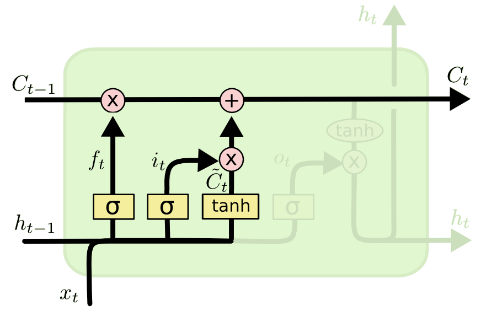 h_t
C_{t-1}
x
+
C_t
tanh
f_t
i_t
x
o_t
x
C̃_t
σ
σ
tanh
σ
h_{t-1}
h_t
x_t